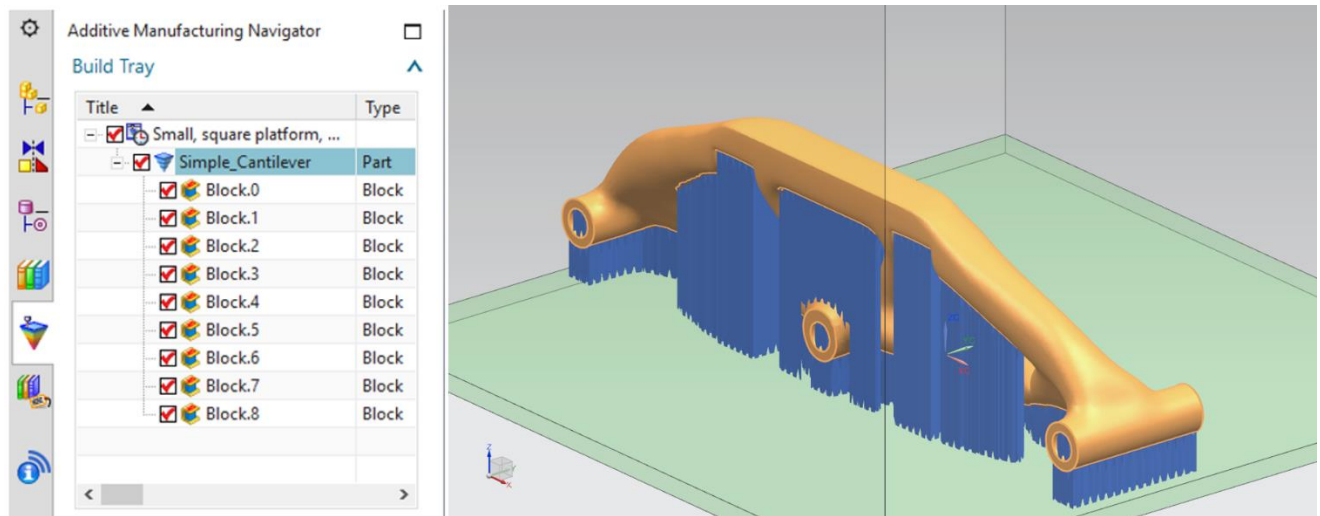 Additive Manufacturing Navigator
Build Tray
Title Type
Small, square platform, ...
Simple_Cantilever Part
Block.0 Block
Block.1 Block
Block.2 Block
Block.3 Block
Block.4 Block
Block.5 Block
Block.6 Block
Block.7 Block
Block.8 Block
Z
X